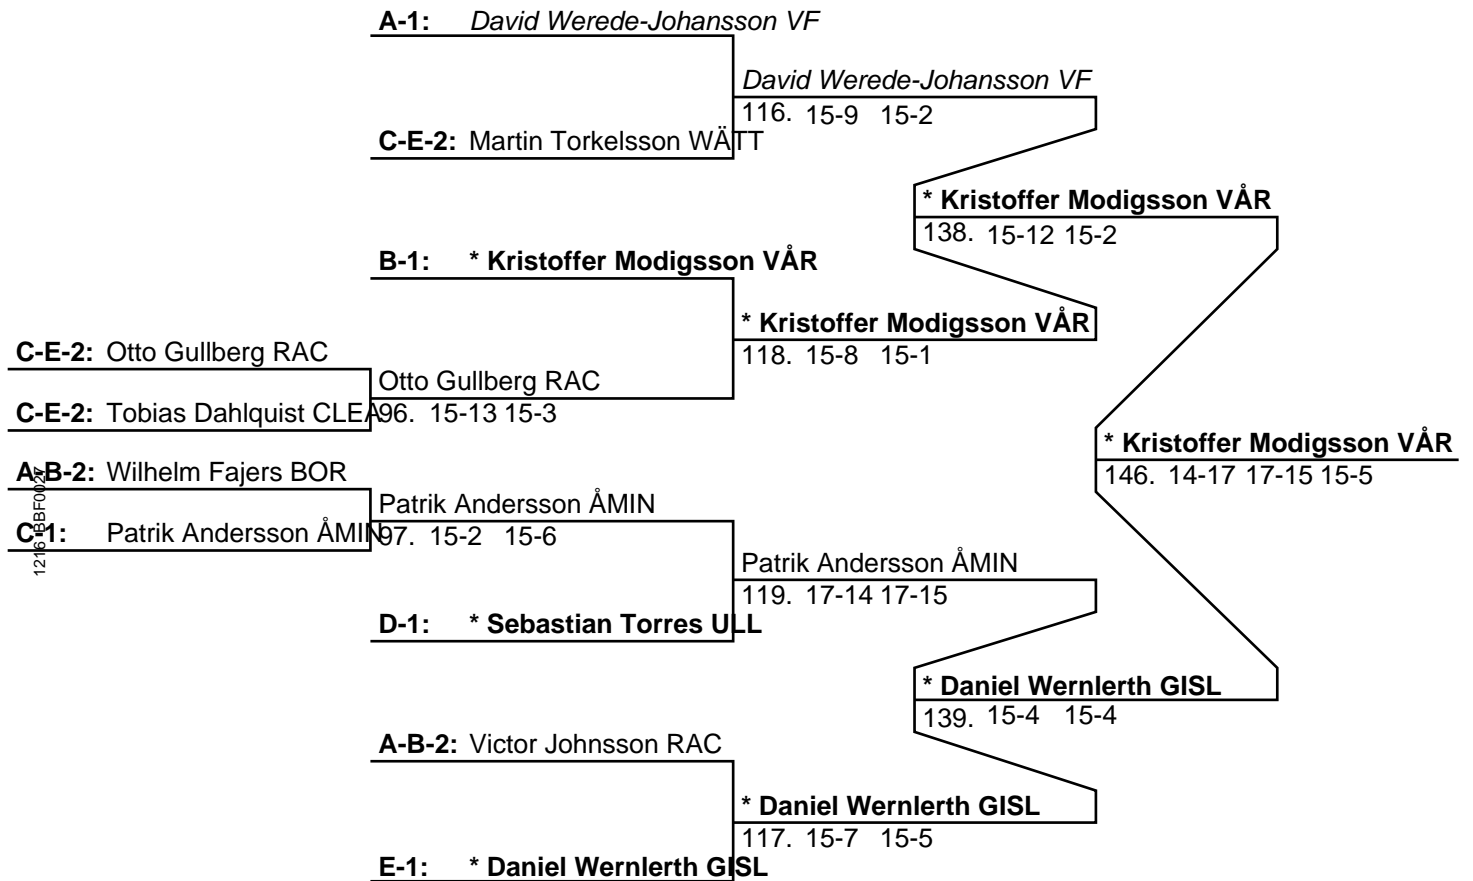 A-1: David Werede-Johansson VF
David Werede-Johansson VF
116. 15-9 15-2
C-E-2: Martin Torkelsson WÄTT
* Kristoffer Modigsson VÅR
138. 15-12 15-2
B-1: * Kristoffer Modigsson VÅR
* Kristoffer Modigsson VÅR
118. 15-8 15-1
C-E-2: Otto Gullberg RAC
Otto Gullberg RAC
96. 15-13 15-3
C-E-2: Tobias Dahlquist CLEA
* Kristoffer Modigsson VÅR
146. 14-17 17-15 15-5
A-B-2: Wilhelm Fajers BOR
Patrik Andersson ÅMIN
97. 15-2 15-6
C-1: Patrik Andersson ÅMIN
1216 BBF0027
Patrik Andersson ÅMIN
119. 17-14 17-15
D-1: * Sebastian Torres ULL
* Daniel Wernlerth GISL
139. 15-4 15-4
A-B-2: Victor Johnsson RAC
* Daniel Wernlerth GISL
117. 15-7 15-5
E-1: * Daniel Wernlerth GISL